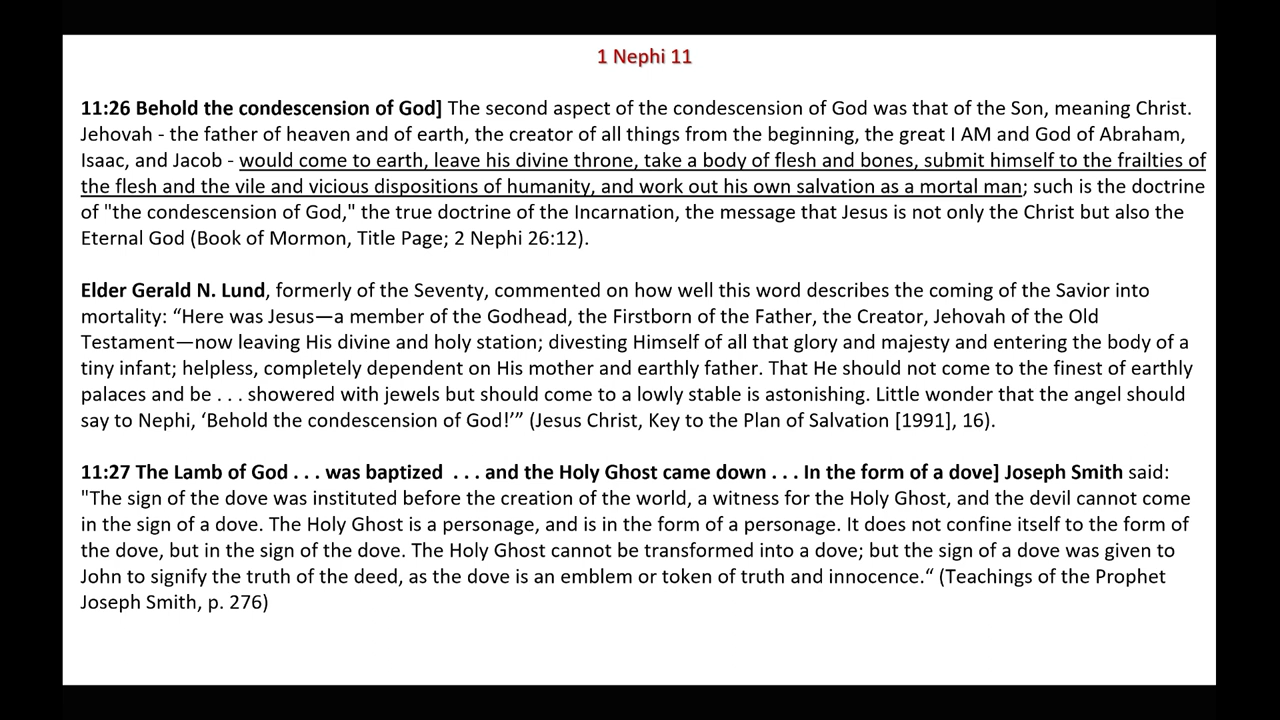 1 Nephi 11
11:26 Behold the condescension of God] The second aspect of the condescension of God was that of the Son, meaning Christ.
Jehovah - the father of heaven and of earth, the creator of all things from the beginning, the great I AM and God of Abraham,
Isaac, and Jacob - would come to earth, leave his divine throne, take a body of flesh and bones, submit himself to the frailties of
the flesh and the vile and vicious dispositions of humanity, and work out his own salvation as a mortal man; such is the doctrine
of "the condescension of God," the true doctrine of the Incarnation, the message that Jesus is not only the Christ but also the
Eternal God (Book of Mormon, Title Page; 2 Nephi 26:12).
Elder Gerald N. Lund, formerly of the Seventy, commented on how well this word describes the coming of the Savior into
mortality: “Here was Jesus—a member of the Godhead, the Firstborn of the Father, the Creator, Jehovah of the Old
Testament—now leaving His divine and holy station; divesting Himself of all that glory and majesty and entering the body of a
tiny infant; helpless, completely dependent on His mother and earthly father. That He should not come to the finest of earthly
palaces and be . . . showered with jewels but should come to a lowly stable is astonishing. Little wonder that the angel should
say to Nephi, ‘Behold the condescension of God!’” (Jesus Christ, Key to the Plan of Salvation [1991], 16).
11:27 The Lamb of God . . . was baptized . . . and the Holy Ghost came down . . . In the form of a dove] Joseph Smith said:
"The sign of the dove was instituted before the creation of the world, a witness for the Holy Ghost, and the devil cannot come
in the sign of a dove. The Holy Ghost is a personage, and is in the form of a personage. It does not confine itself to the form of
the dove, but in the sign of the dove. The Holy Ghost cannot be transformed into a dove; but the sign of a dove was given to
John to signify the truth of the deed, as the dove is an emblem or token of truth and innocence.“ (Teachings of the Prophet
Joseph Smith, p. 276)